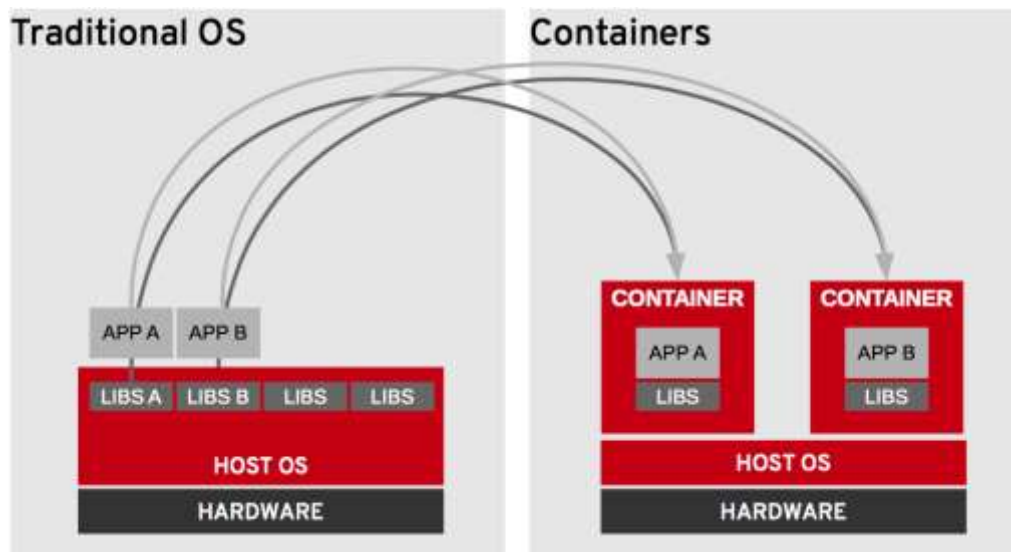 Traditional OS
APP A
APP B
LIBS A
LIBS B
LIBS
LIBS
HOST OS
HARDWARE
Containers
CONTAINER
APP A
LIBS
CONTAINER
APP B
LIBS
HOST OS
HARDWARE